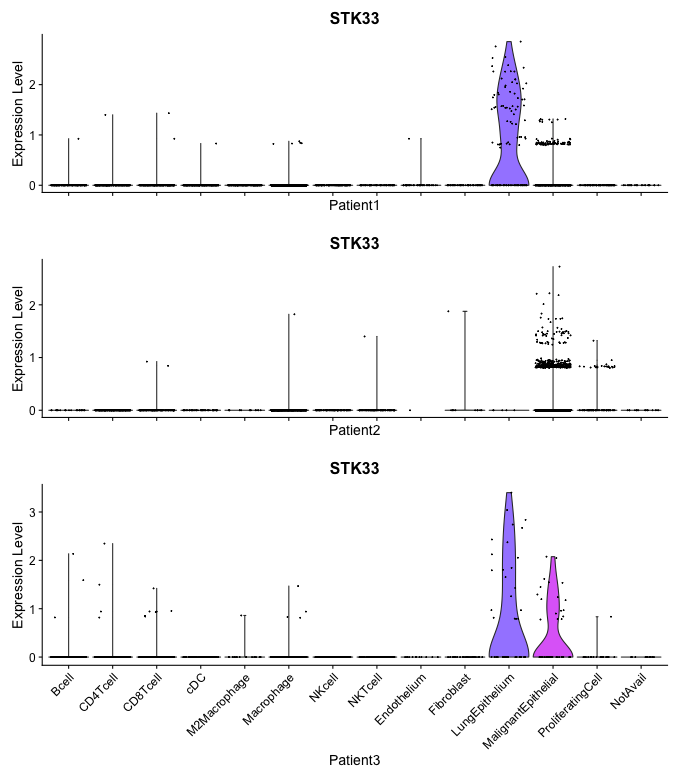 STK33
Expression Level
2
1
0
Patient1
STK33
Expression Level
2
1
0
Patient2
STK33
Expression Level
3
2
1
0
Bcell
CD4Tcell
CD8Tcell
cDC
M2Macrophage
Macrophage
NKcell
NKTcell
Endothelium
Fibroblast
LungEpithelium
MalignantEpithelial
ProliferatingCell
NotAvail
Patient3